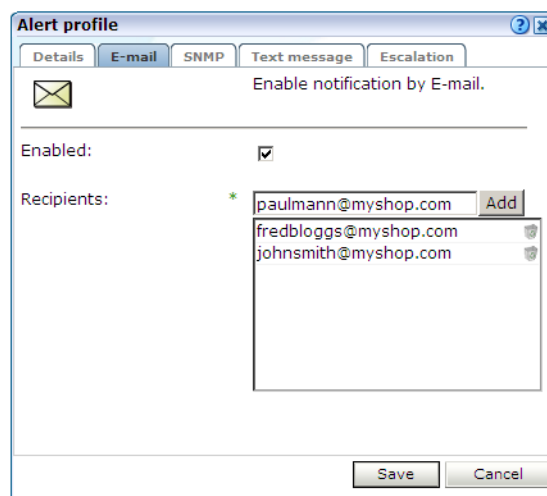 Alert profile
Details E-mail SNMP Text message Escalation
Enable notification by E-mail.
Enabled:
Recipients: * paulmann@myshop.com Add
fredbloggs@myshop.com
johnsmith@myshop.com
Save Cancel